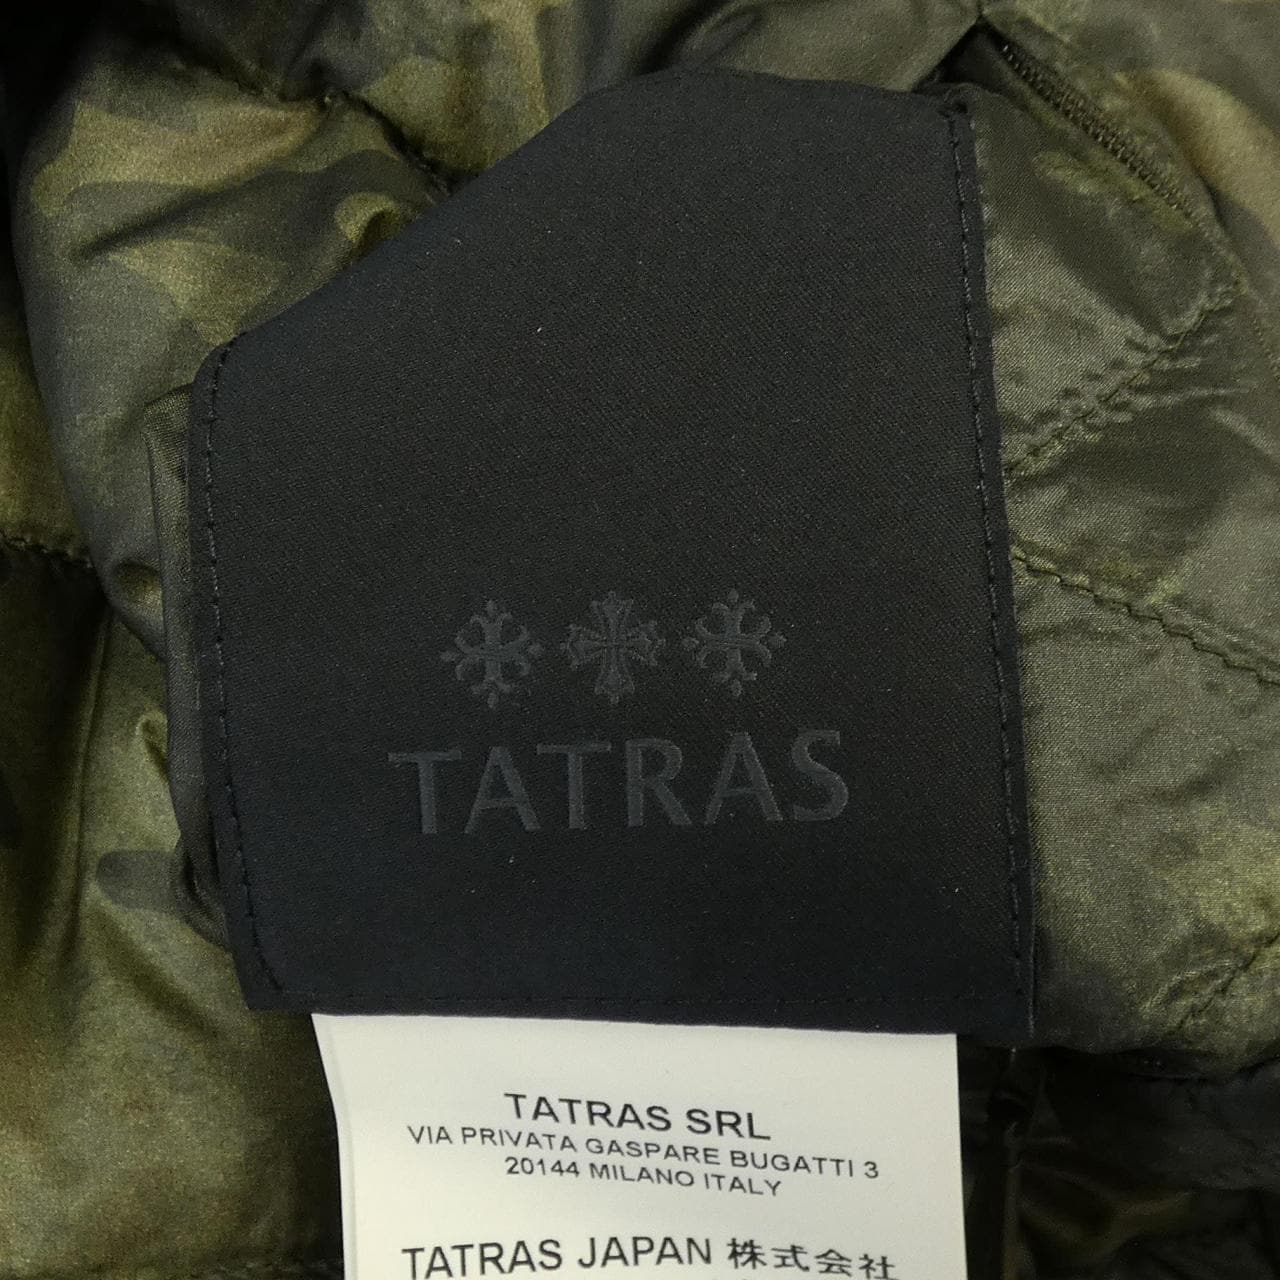 TATRAS
TATRAS SRL
VIA PRIVATA GASPARE BUGATTI 3
20144 MILANO ITALY
TATRAS JAPAN 株式会社